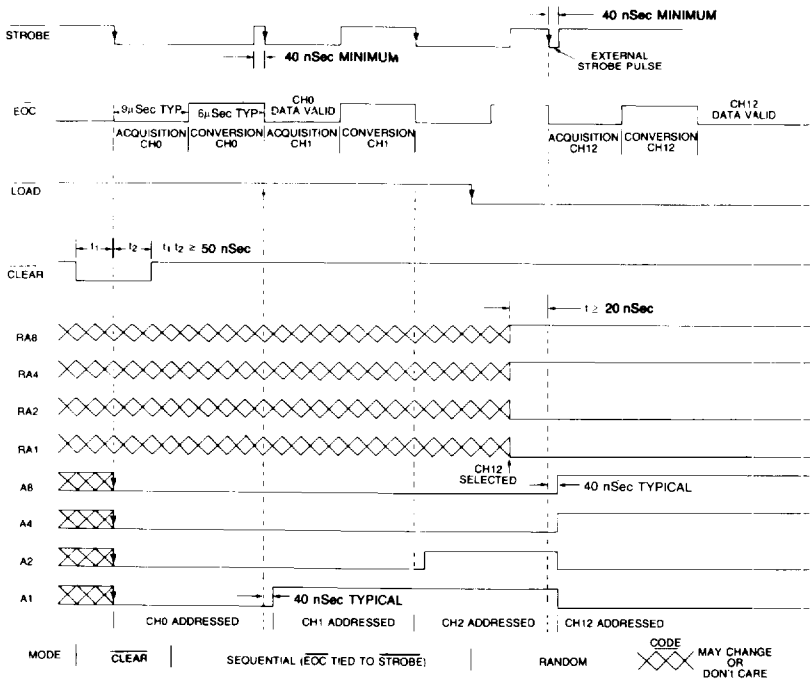 40 nSec MINIMUM
STROBE
40 nSec MINIMUM
EXTERNAL
STROBE PULSE
EOC
9μSec TYP
6μSec TYP
CH0
DATA VALID
CH12
DATA VALID
ACQUISITION
CH0
CONVERSION
CH0
ACQUISITION
CH1
CONVERSION
CH1
ACQUISITION
CH12
CONVERSION
CH12
LOAD
t1
t2
t1 t2 ≥ 50 nSec
CLEAR
t ≥ 20 nSec
RA8
RA4
RA2
RA1
CH12
SELECTED
A8
40 nSec TYPICAL
A4
A2
A1
40 nSec TYPICAL
CH0 ADDRESSED
CH1 ADDRESSED
CH2 ADDRESSED
CH12 ADDRESSED
MODE
CLEAR
SEQUENTIAL (EOC TIED TO STROBE)
RANDOM
CODE
MAY CHANGE
OR
DON'T CARE